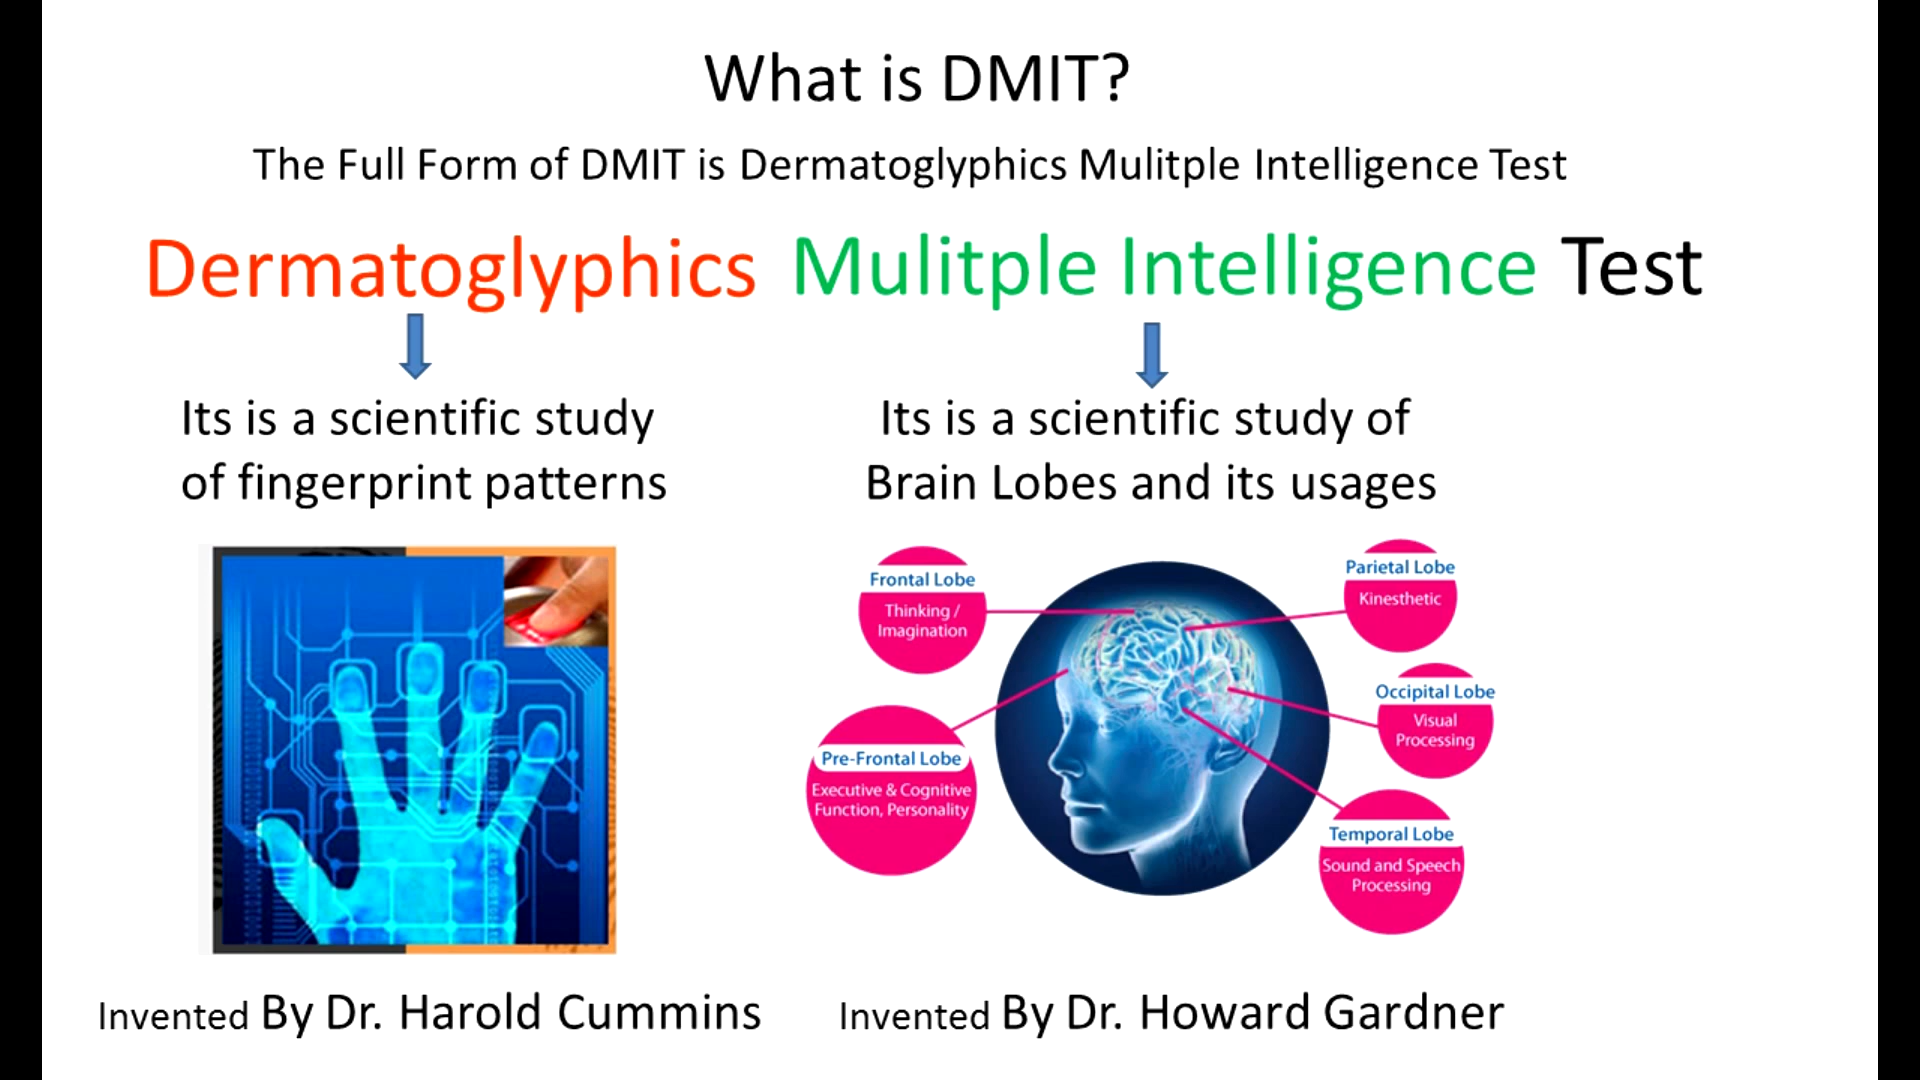 What is DMIT?
The Full Form of DMIT is Dermatoglyphics Mulitple Intelligence Test
Dermatoglyphics Mulitple Intelligence Test
Its is a scientific study
of fingerprint patterns
Its is a scientific study of
Brain Lobes and its usages
Frontal Lobe
Thinking /
Imagination
Pre-Frontal Lobe
Executive & Cognitive
Function, Personality
Parietal Lobe
Kinesthetic
Occipital Lobe
Visual
Processing
Temporal Lobe
Sound and Speech
Processing
Invented By Dr. Harold Cummins
Invented By Dr. Howard Gardner